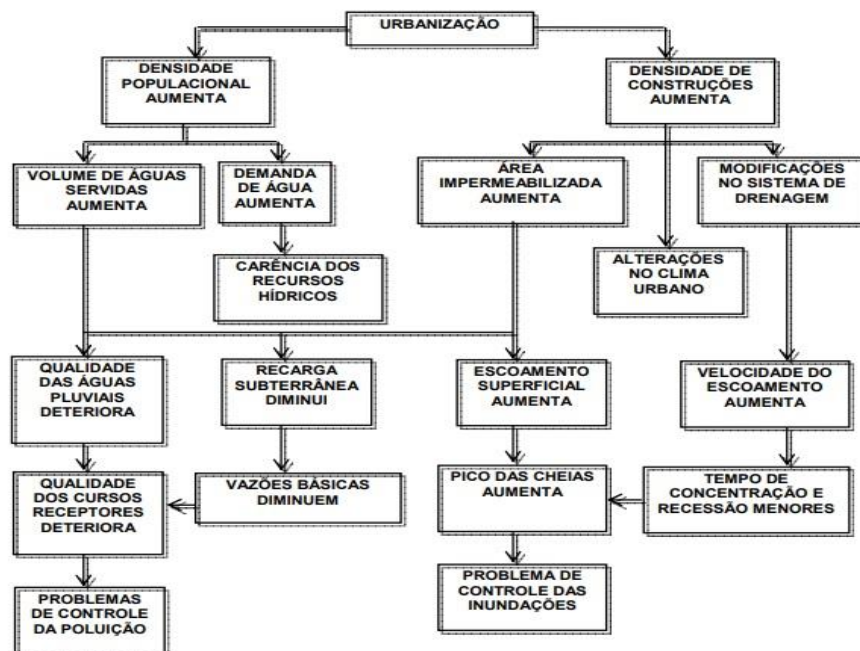 URBANIZAÇÃO
DENSIDADE
POPULACIONAL
AUMENTA
DENSIDADE DE
CONSTRUÇÕES
AUMENTA
VOLUME DE ÁGUAS
SERVIDAS
AUMENTA
DEMANDA
DE ÁGUA
AUMENTA
ÁREA
IMPERMEABILIZADA
AUMENTA
MODIFICAÇÕES
NO SISTEMA DE
DRENAGEM
CARÊNCIA DOS
RECURSOS
HÍDRICOS
ALTERAÇÕES
NO CLIMA
URBANO
QUALIDADE
DAS ÁGUAS
PLUVIAIS
DETERIORA
RECARGA
SUBTERRÂNEA
DIMINUI
ESCOAMENTO
SUPERFICIAL
AUMENTA
VELOCIDADE DO
ESCOAMENTO
AUMENTA
QUALIDADE
DOS CURSOS
RECEPTORES
DETERIORA
VAZÕES BÁSICAS
DIMINUEM
PICO DAS CHEIAS
AUMENTA
TEMPO DE
CONCENTRAÇÃO E
RECESSÃO MENORES
PROBLEMAS
DE CONTROLE
DA POLUIÇÃO
PROBLEMA DE
CONTROLE DAS
INUNDAÇÕES